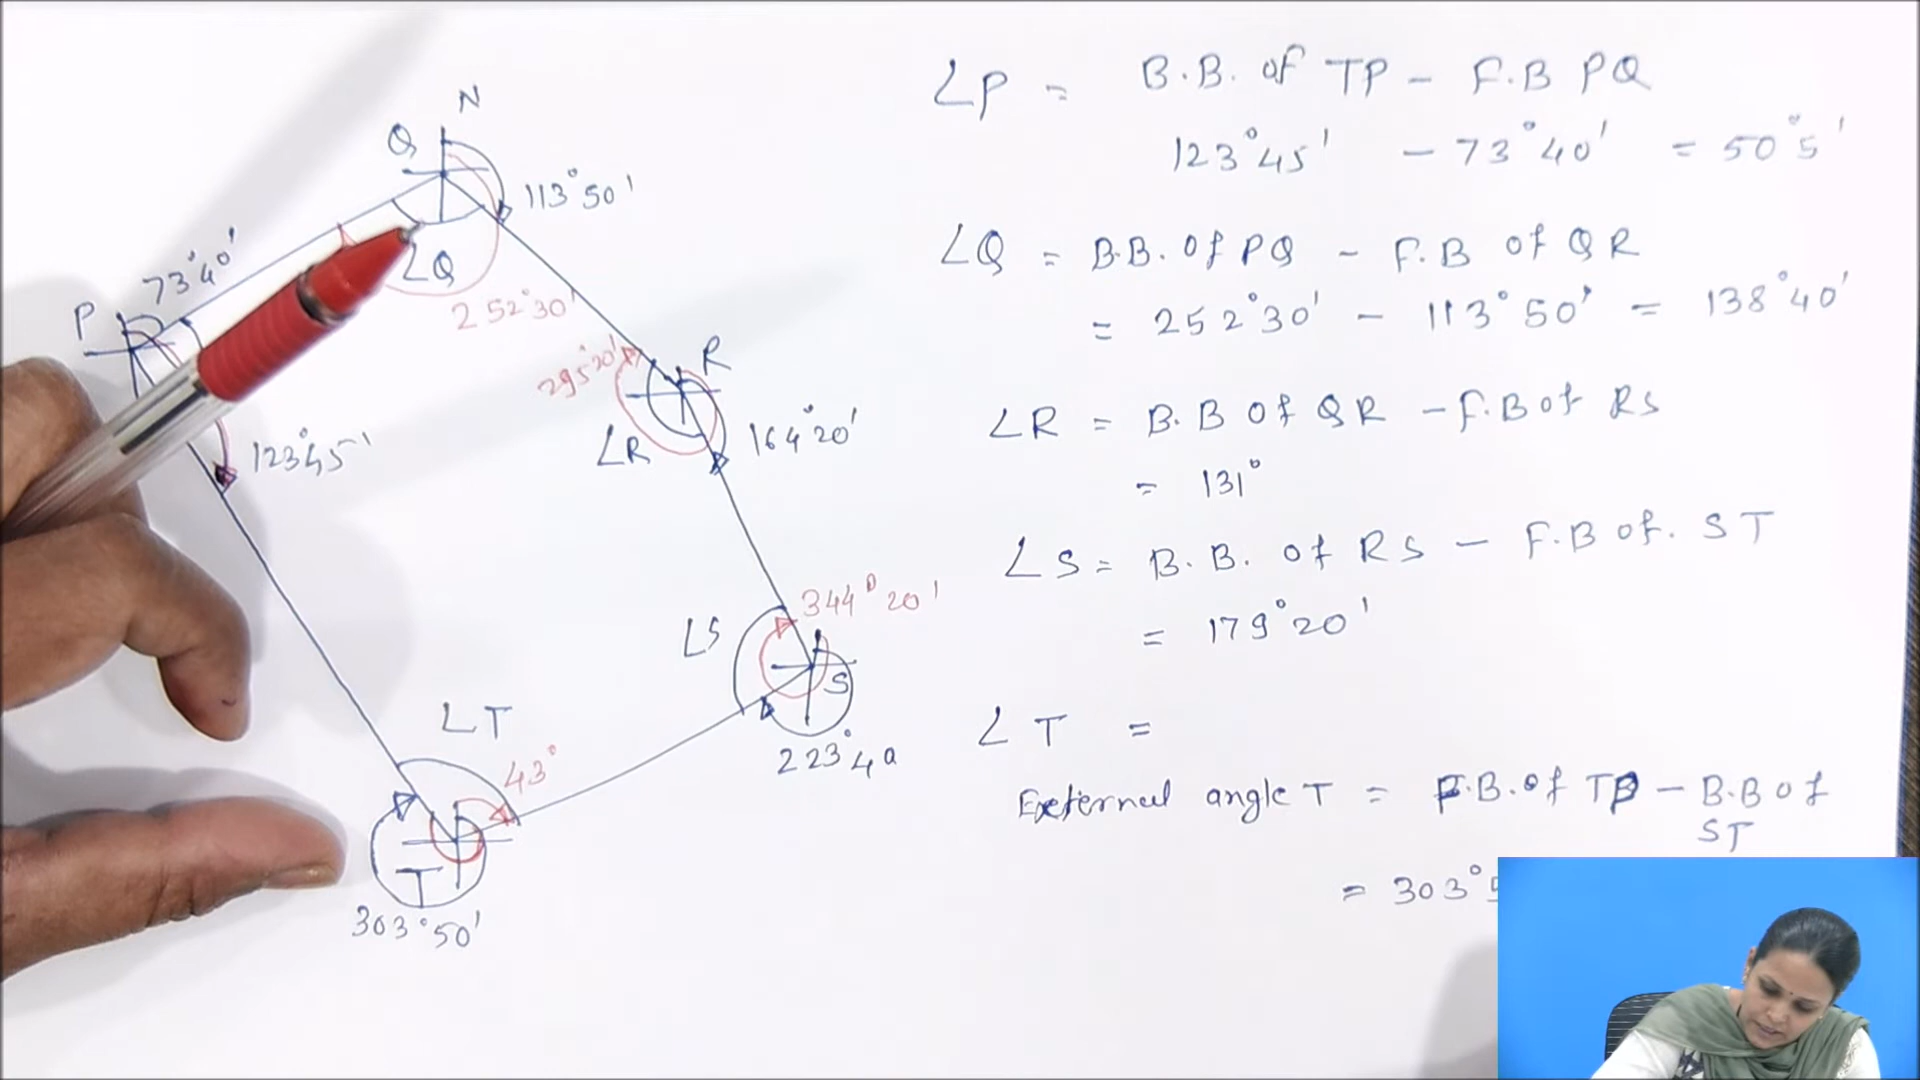 N
Q
113°50'
73°40'
P
∠Q
252°30'
295°20'
R
123°45'
∠R
164°20'
344°20'
∠S
S
∠T
43°
223°40
T
303°50'
∠P = B.B. of TP - F.B PQ
123°45' - 73°40' = 50°5'
∠Q = B.B. of PQ - F.B of QR
= 252°30' - 113°50' = 138°40'
∠R = B.B of QR - F.B of RS
= 131°
∠S = B.B. of RS - F.B of. ST
= 179°20'
∠T =
External angle T = F.B. of TP - B.B of
ST
= 303°5